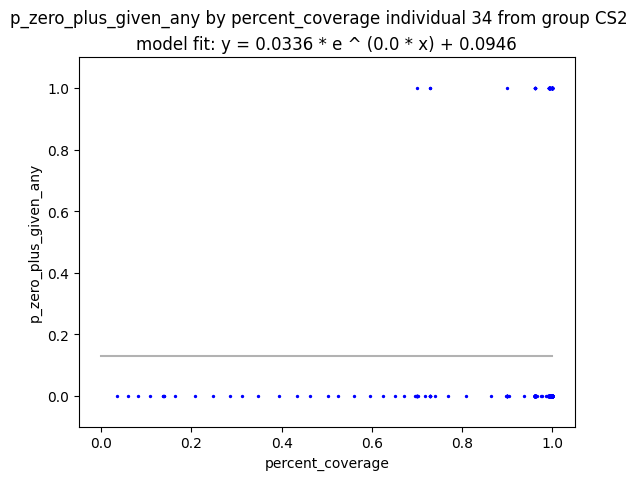 p_zero_plus_given_any by percent_coverage individual 34 from group CS2
model fit: y = 0.0336 * e ^ (0.0 * x) + 0.0946
1.0
0.8
0.6
0.4
0.2
0.0
p_zero_plus_given_any
0.0 0.2 0.4 0.6 0.8 1.0
percent_coverage